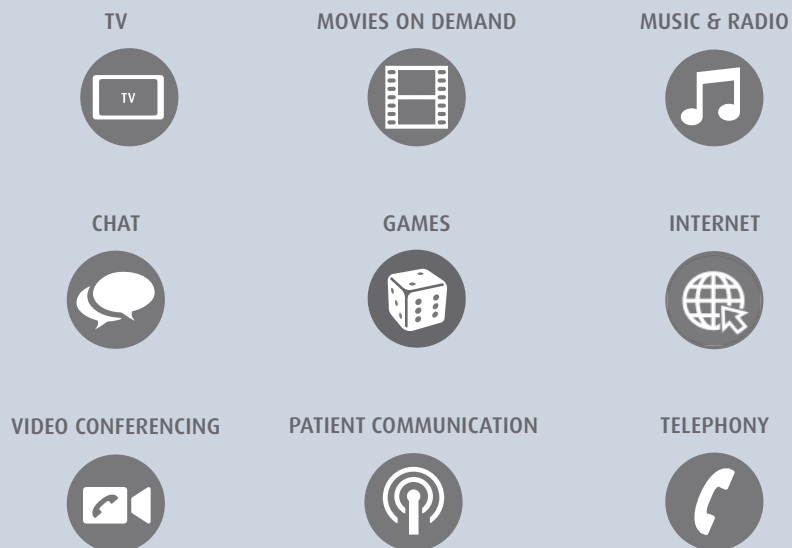 TV
MOVIES ON DEMAND
MUSIC & RADIO
TV
CHAT
GAMES
INTERNET
VIDEO CONFERENCING
PATIENT COMMUNICATION
TELEPHONY